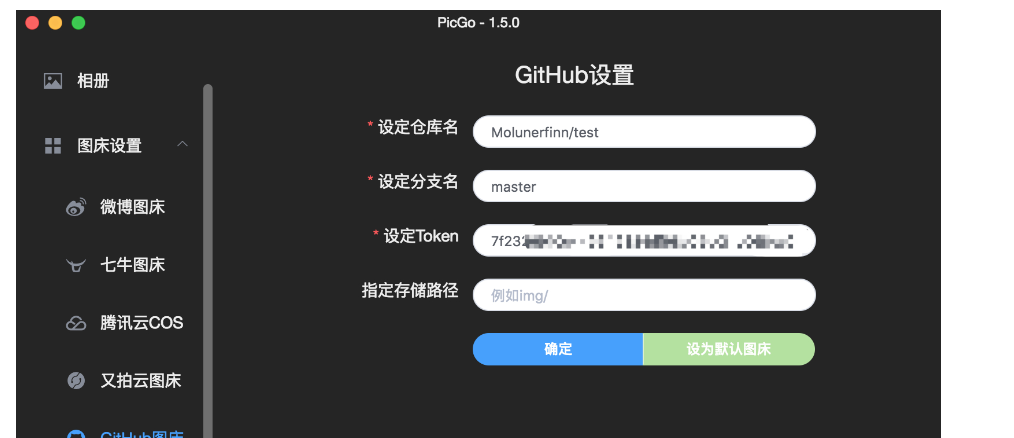 PicGo - 1.5.0
相册
图床设置
微博图床
七牛图床
腾讯云COS
又拍云图床
GitHub图床
GitHub设置
* 设定仓库名
Molunerfinn/test
* 设定分支名
master
* 设定Token
7f232
指定存储路径
例如img/
确定
设为默认图床